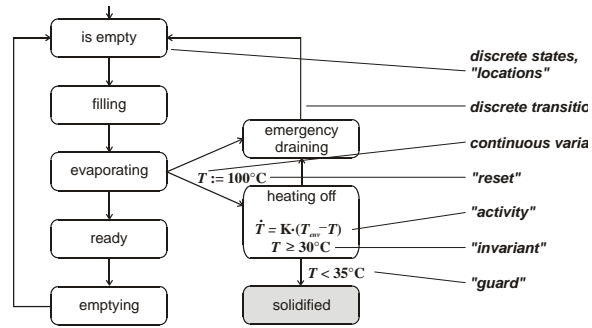 is empty
discrete states,
"locations"
filling
discrete transitio
emergency
draining
continuous varia
evaporating
T := 100°C
"reset"
heating off
"activity"
Ṫ = K·(Tenv−T)
ready
T ≥ 30°C
"invariant"
T < 35°C
"guard"
emptying
solidified